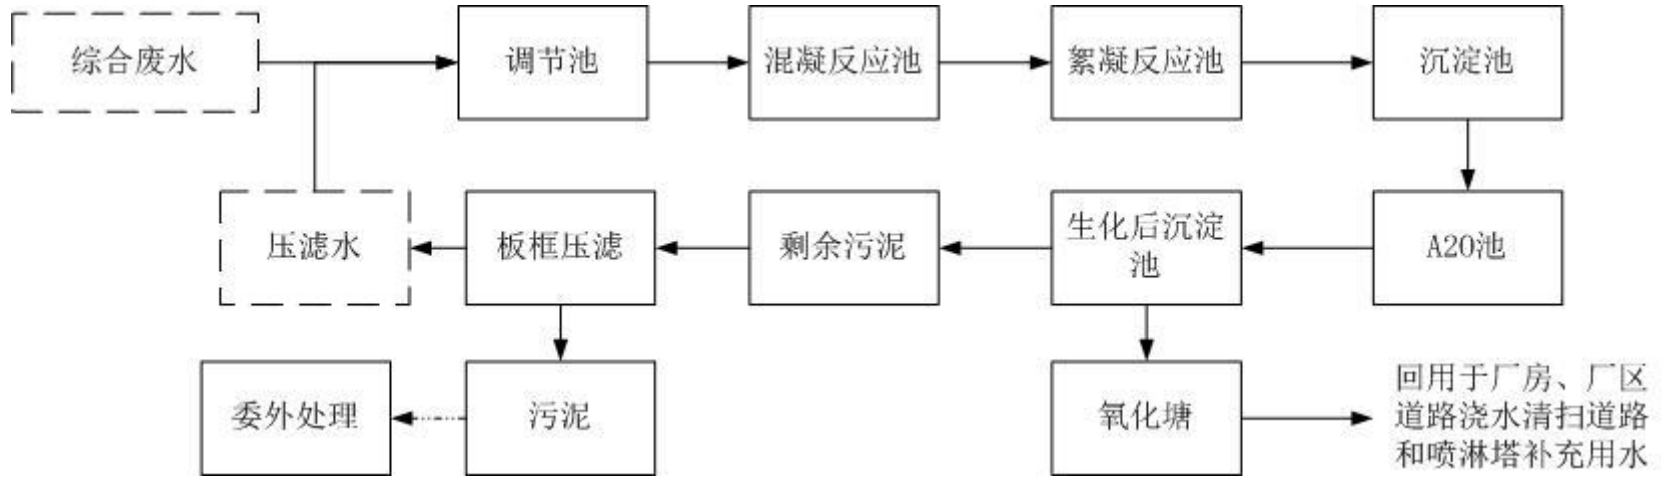 综合废水
调节池
混凝反应池
絮凝反应池
沉淀池
压滤水
板框压滤
剩余污泥
生化后沉淀
池
A2O池
委外处理
污泥
氧化塘
回用于厂房、厂区
道路浇水清扫道路
和喷淋塔补充用水